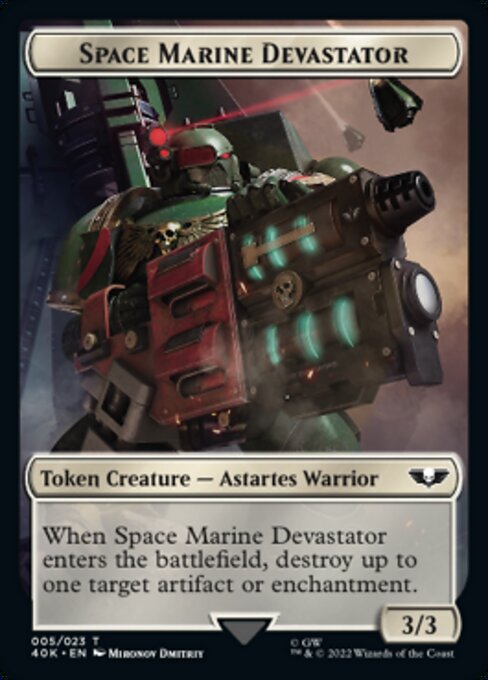 Space Marine Devastator
Token Creature — Astartes Warrior
When Space Marine Devastator
enters the battlefield, destroy up to
one target artifact or enchantment.
3/3
005/023 T
40K • EN Mironov Dmitriy
© GW
™ & © 2022 Wizards of the Coast